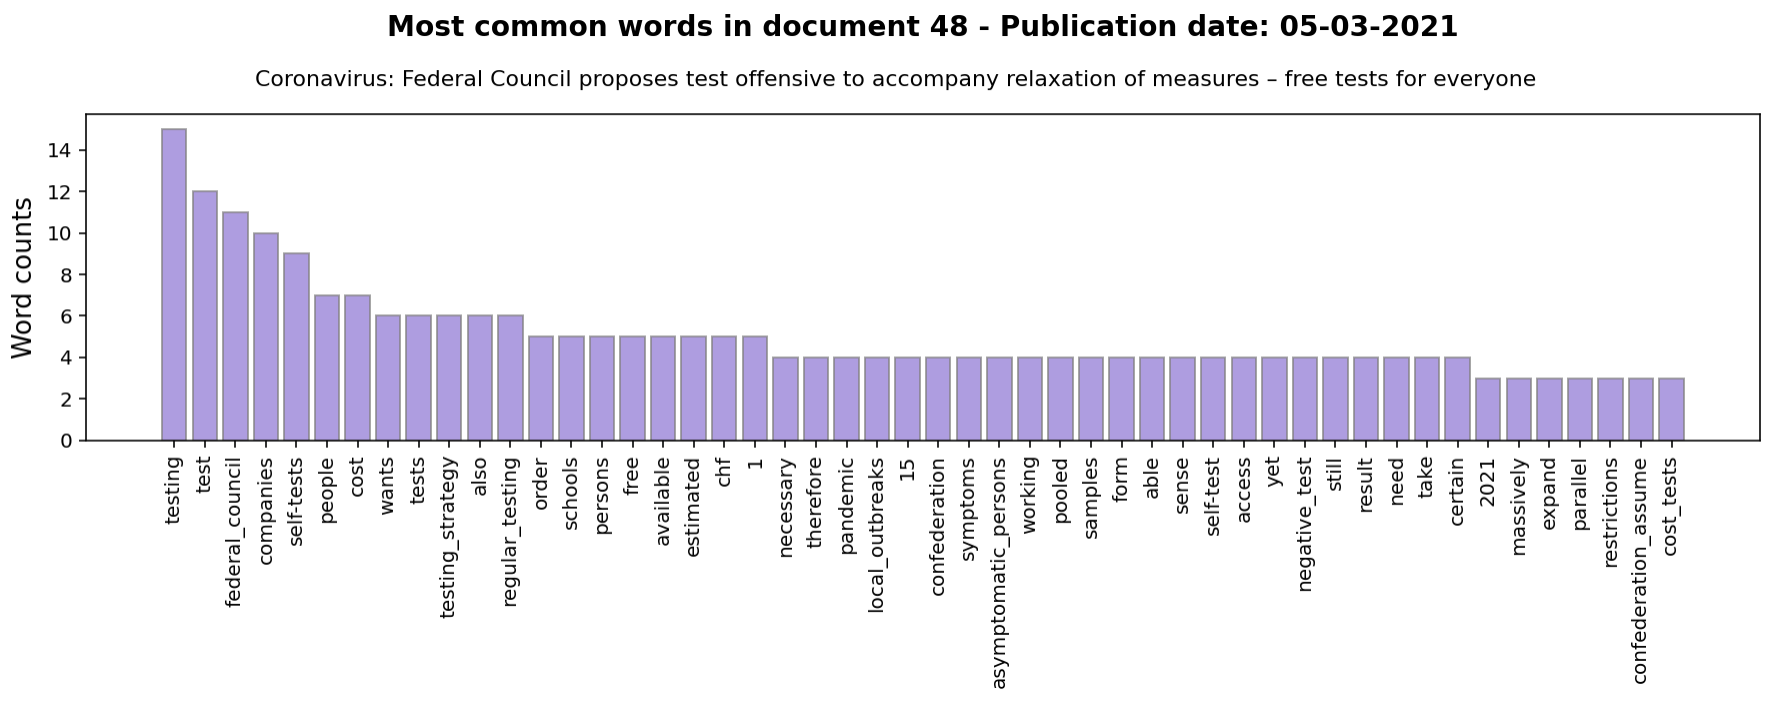 Most common words in document 48 - Publication date: 05-03-2021
Coronavirus: Federal Council proposes test offensive to accompany relaxation of measures – free tests for everyone
Word counts
14
12
10
8
6
4
2
0
testing
test
federal_council
companies
self-tests
people
cost
wants
tests
testing_strategy
also
regular_testing
order
schools
persons
free
available
estimated
chf
1
necessary
therefore
pandemic
local_outbreaks
15
confederation
symptoms
asymptomatic_persons
working
pooled
samples
form
able
sense
self-test
access
yet
negative_test
still
result
need
take
certain
2021
massively
expand
parallel
restrictions
confederation_assume
cost_tests